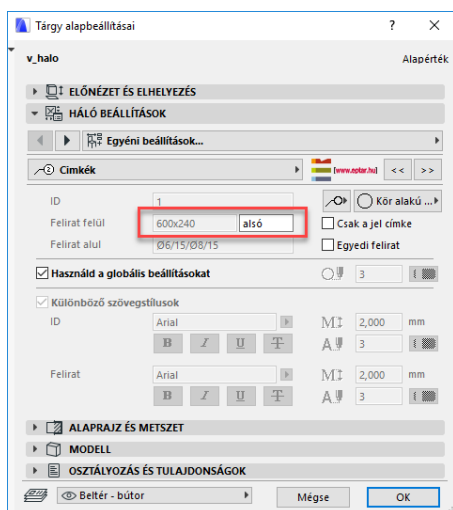 Tárgy alapbeállításai ? ×
v_halo Alapérték
ELŐNÉZET ÉS ELHELYEZÉS
HÁLÓ BEÁLLÍTÁSOK
Egyéni beállítások...
2 Cimkék [www.eptar.hu] << >>
ID 1 Kör alakú ...
Felirat felül 600x240 alsó Csak a jel címke
Felirat alul Ø6/15/Ø8/15 Egyedi felirat
Használd a globális beállításokat 3
Különböző szövegstílusok
ID Arial M 2,000 mm
B I U T A 3
Felirat Arial M 2,000 mm
B I U T A 3
ALAPRAJZ ÉS METSZET
MODELL
OSZTÁLYOZÁS ÉS TULAJDONSÁGOK
Beltér - bútor Mégse OK